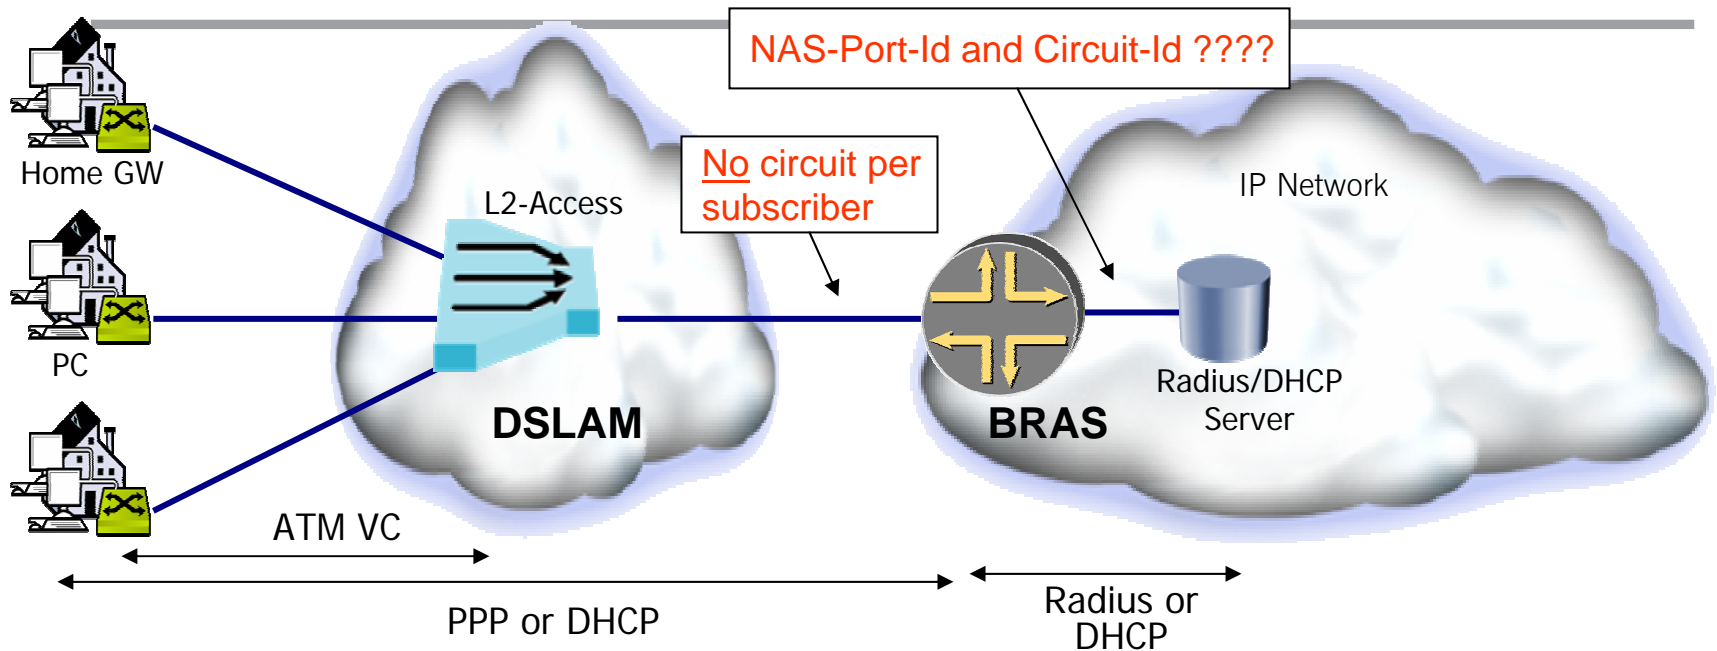 NAS-Port-Id and Circuit-Id ????
No circuit per
subscriber
Home GW
L2-Access
IP Network
PC
DSLAM
BRAS
Radius/DHCP
Server
ATM VC
PPP or DHCP
Radius or
DHCP